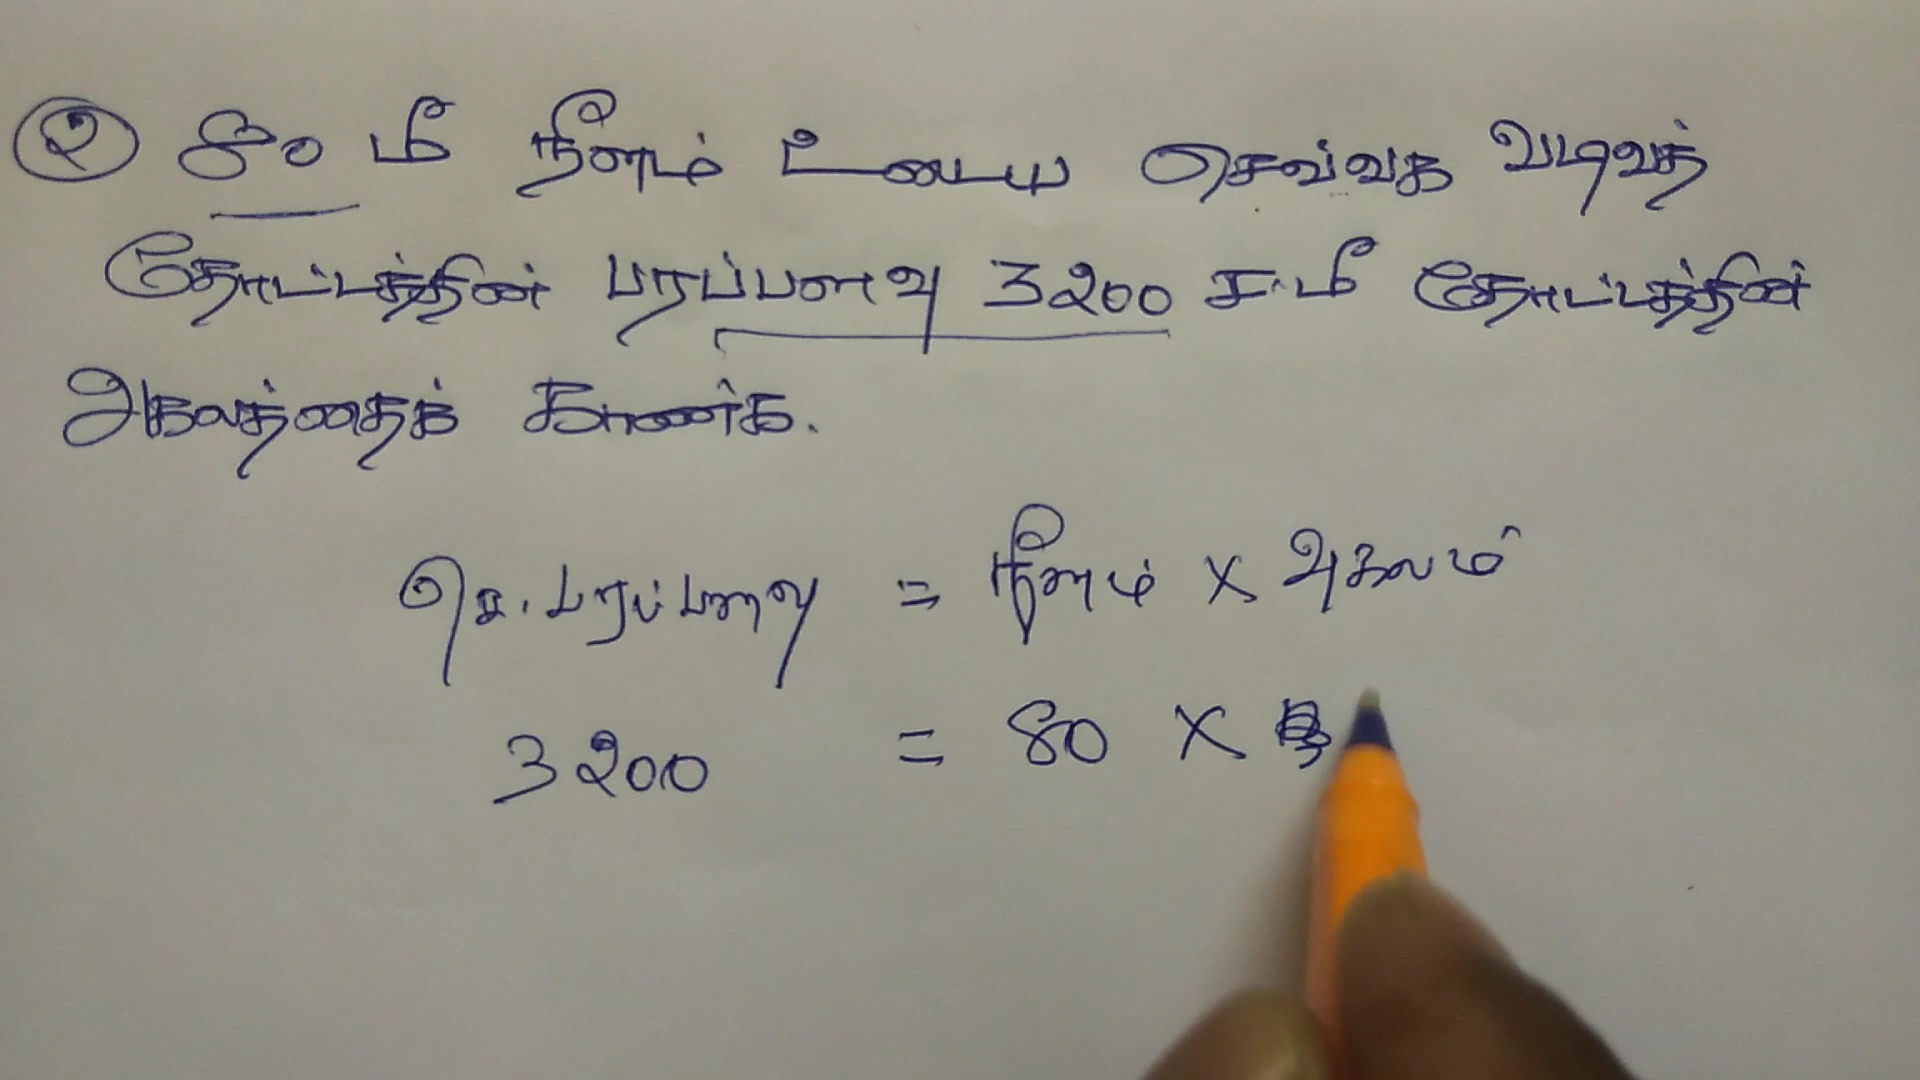 2 80 மீ நீளம் உடைய செவ்வக வடிவத்
தோட்டத்தின் பரப்பளவு 3200 ச.மீ தோட்டத்தின்
அகலத்தைக் காண்க.
செ.பரப்பளவு = நீளம் × அகலம்
3200 = 80 ×